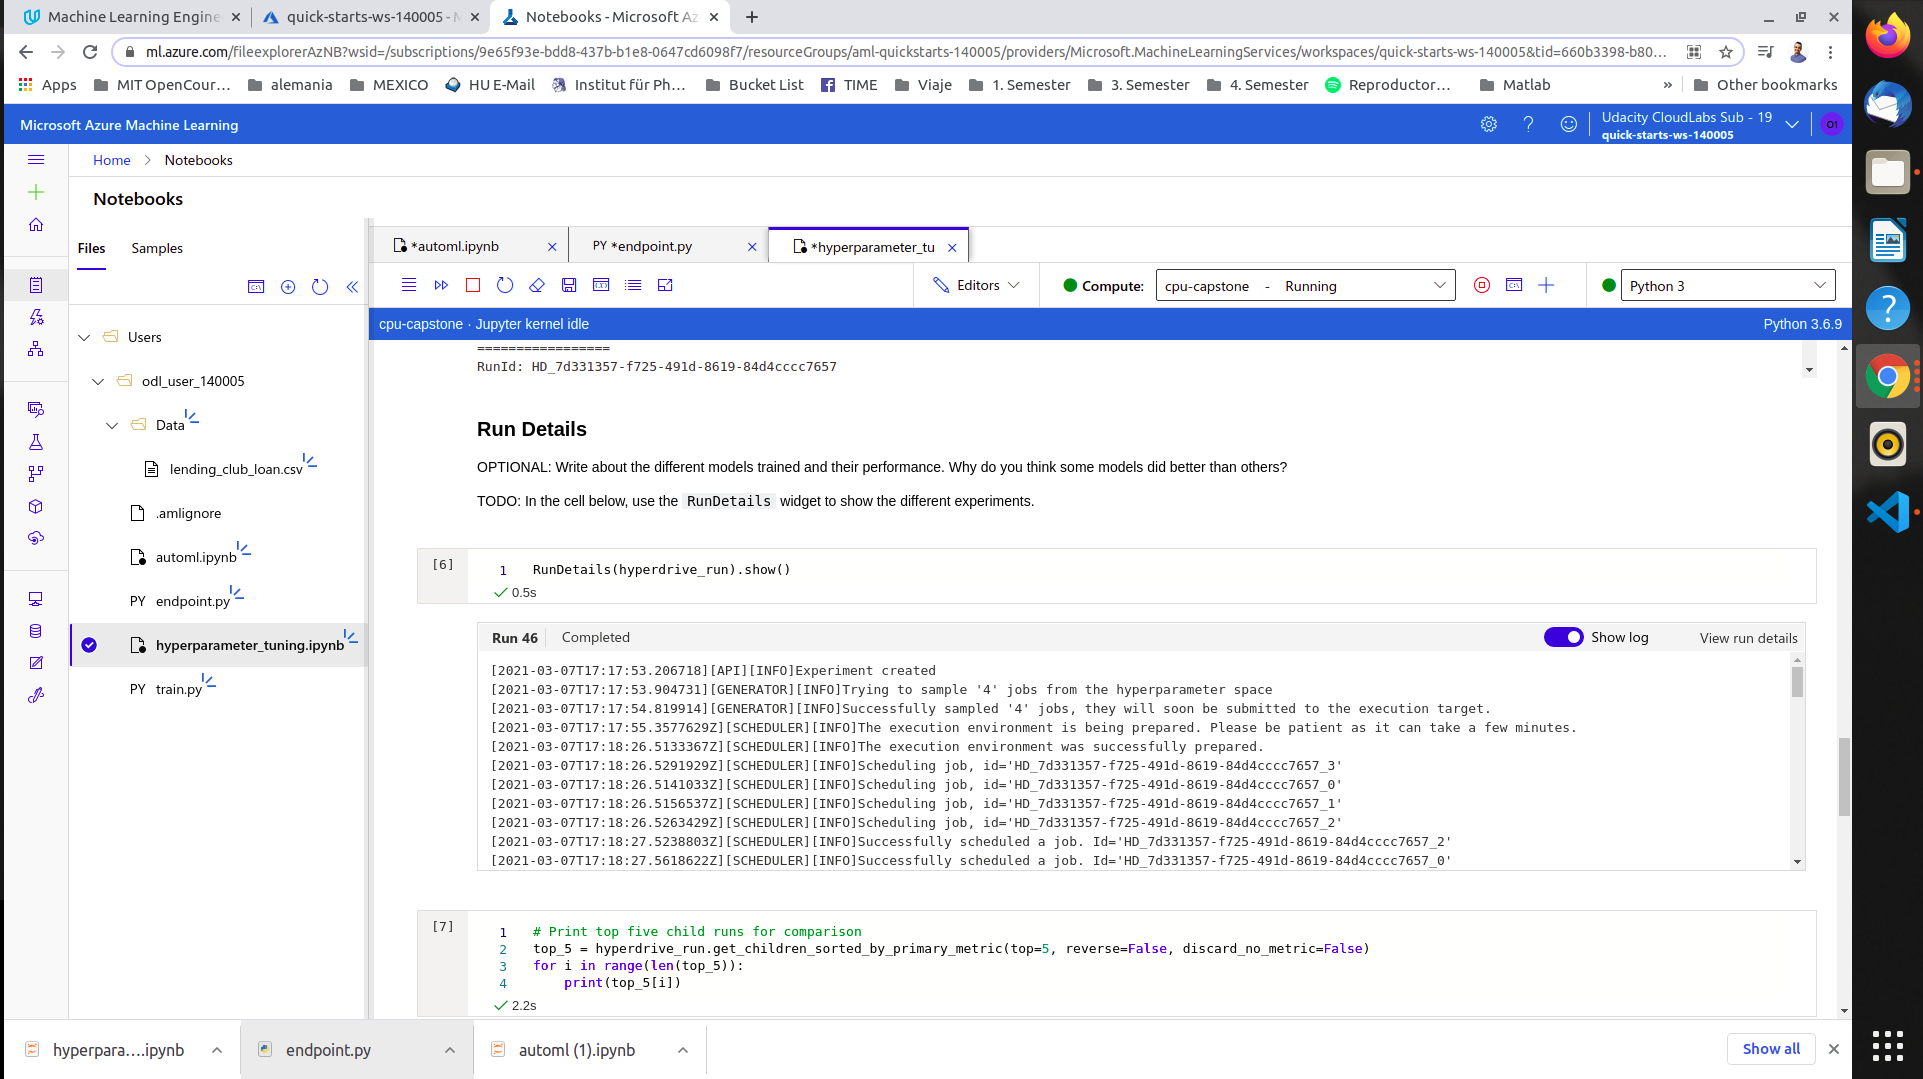 Machine Learning Engine
quick-starts-ws-140005 - M
Notebooks - Microsoft Az
ml.azure.com/fileexplorerAzNB?wsid=/subscriptions/9e65f93e-bdd8-437b-b1e8-0647cd6098f7/resourceGroups/aml-quickstarts-140005/providers/Microsoft.MachineLearningServices/workspaces/quick-starts-ws-140005&tid=660b3398-b80...
Apps MIT OpenCour... alemania MEXICO HU E-Mail Institut für Ph... Bucket List TIME Viaje 1. Semester 3. Semester 4. Semester Reproductor... Matlab » Other bookmarks
Microsoft Azure Machine Learning
Udacity CloudLabs Sub - 19
quick-starts-ws-140005
O1
Home > Notebooks
Notebooks
Files Samples
*automl.ipynb
PY *endpoint.py
*hyperparameter_tu
Editors
Compute: cpu-capstone - Running
Python 3
cpu-capstone · Jupyter kernel idle
Python 3.6.9
Users
odl_user_140005
Data
lending_club_loan.csv
.amlignore
automl.ipynb
PY endpoint.py
hyperparameter_tuning.ipynb
PY train.py
=================
RunId: HD_7d331357-f725-491d-8619-84d4cccc7657
Run Details
OPTIONAL: Write about the different models trained and their performance. Why do you think some models did better than others?
TODO: In the cell below, use the RunDetails widget to show the different experiments.
[6]
1 RunDetails(hyperdrive_run).show()
0.5s
Run 46 Completed Show log View run details
[2021-03-07T17:17:53.206718][API][INFO]Experiment created
[2021-03-07T17:17:53.904731][GENERATOR][INFO]Trying to sample '4' jobs from the hyperparameter space
[2021-03-07T17:17:54.819914][GENERATOR][INFO]Successfully sampled '4' jobs, they will soon be submitted to the execution target.
[2021-03-07T17:17:55.3577629Z][SCHEDULER][INFO]The execution environment is being prepared. Please be patient as it can take a few minutes.
[2021-03-07T17:18:26.5133367Z][SCHEDULER][INFO]The execution environment was successfully prepared.
[2021-03-07T17:18:26.5291929Z][SCHEDULER][INFO]Scheduling job, id='HD_7d331357-f725-491d-8619-84d4cccc7657_3'
[2021-03-07T17:18:26.5141033Z][SCHEDULER][INFO]Scheduling job, id='HD_7d331357-f725-491d-8619-84d4cccc7657_0'
[2021-03-07T17:18:26.5156537Z][SCHEDULER][INFO]Scheduling job, id='HD_7d331357-f725-491d-8619-84d4cccc7657_1'
[2021-03-07T17:18:26.5263429Z][SCHEDULER][INFO]Scheduling job, id='HD_7d331357-f725-491d-8619-84d4cccc7657_2'
[2021-03-07T17:18:27.5238803Z][SCHEDULER][INFO]Successfully scheduled a job. Id='HD_7d331357-f725-491d-8619-84d4cccc7657_2'
[2021-03-07T17:18:27.5618622Z][SCHEDULER][INFO]Successfully scheduled a job. Id='HD_7d331357-f725-491d-8619-84d4cccc7657_0'
[7]
1 # Print top five child runs for comparison
2 top_5 = hyperdrive_run.get_children_sorted_by_primary_metric(top=5, reverse=False, discard_no_metric=False)
3 for i in range(len(top_5)):
4 print(top_5[i])
2.2s
hyperpara....ipynb
endpoint.py
automl (1).ipynb
Show all